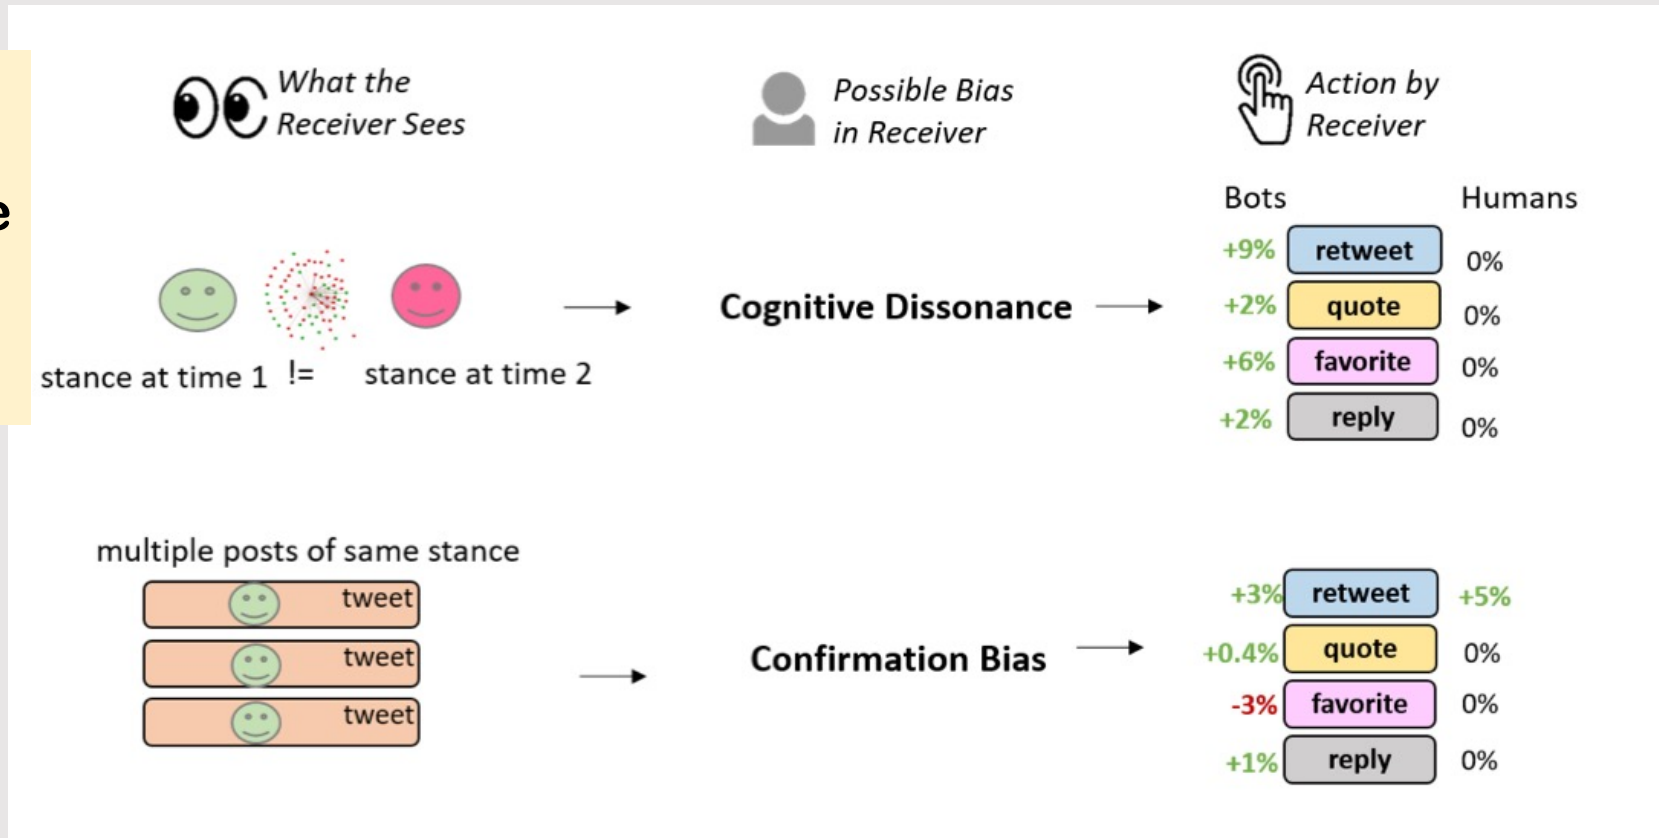 What the
Receiver Sees
Possible Bias
in Receiver
Action by
Receiver
Bots
Humans
e
stance at time 1 != stance at time 2
Cognitive Dissonance
+9% retweet 0%
+2% quote 0%
+6% favorite 0%
+2% reply 0%
multiple posts of same stance
tweet
tweet
tweet
Confirmation Bias
+3% retweet +5%
+0.4% quote 0%
-3% favorite 0%
+1% reply 0%